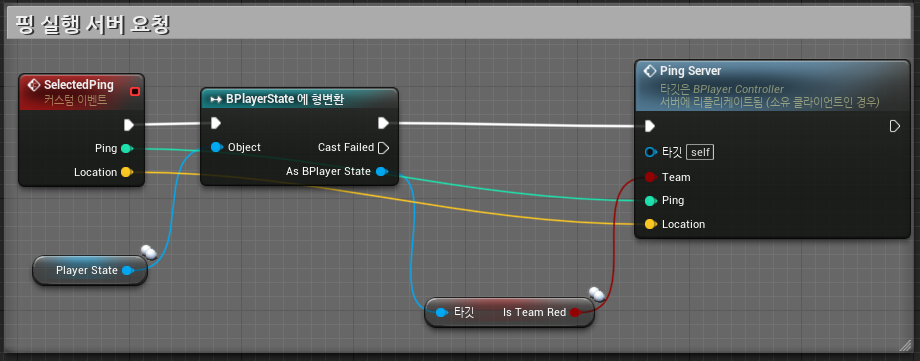 핑 실행 서버 요청
SelectedPing
커스텀 이벤트
Ping
Location
BPlayerState 에 형변환
Object
Cast Failed
As BPlayer State
Player State
타깃
Is Team Red
Ping Server
타깃은 BPlayer Controller
서버에 리플리케이트됨 (소유 클라이언트인 경우)
타깃 self
Team
Ping
Location